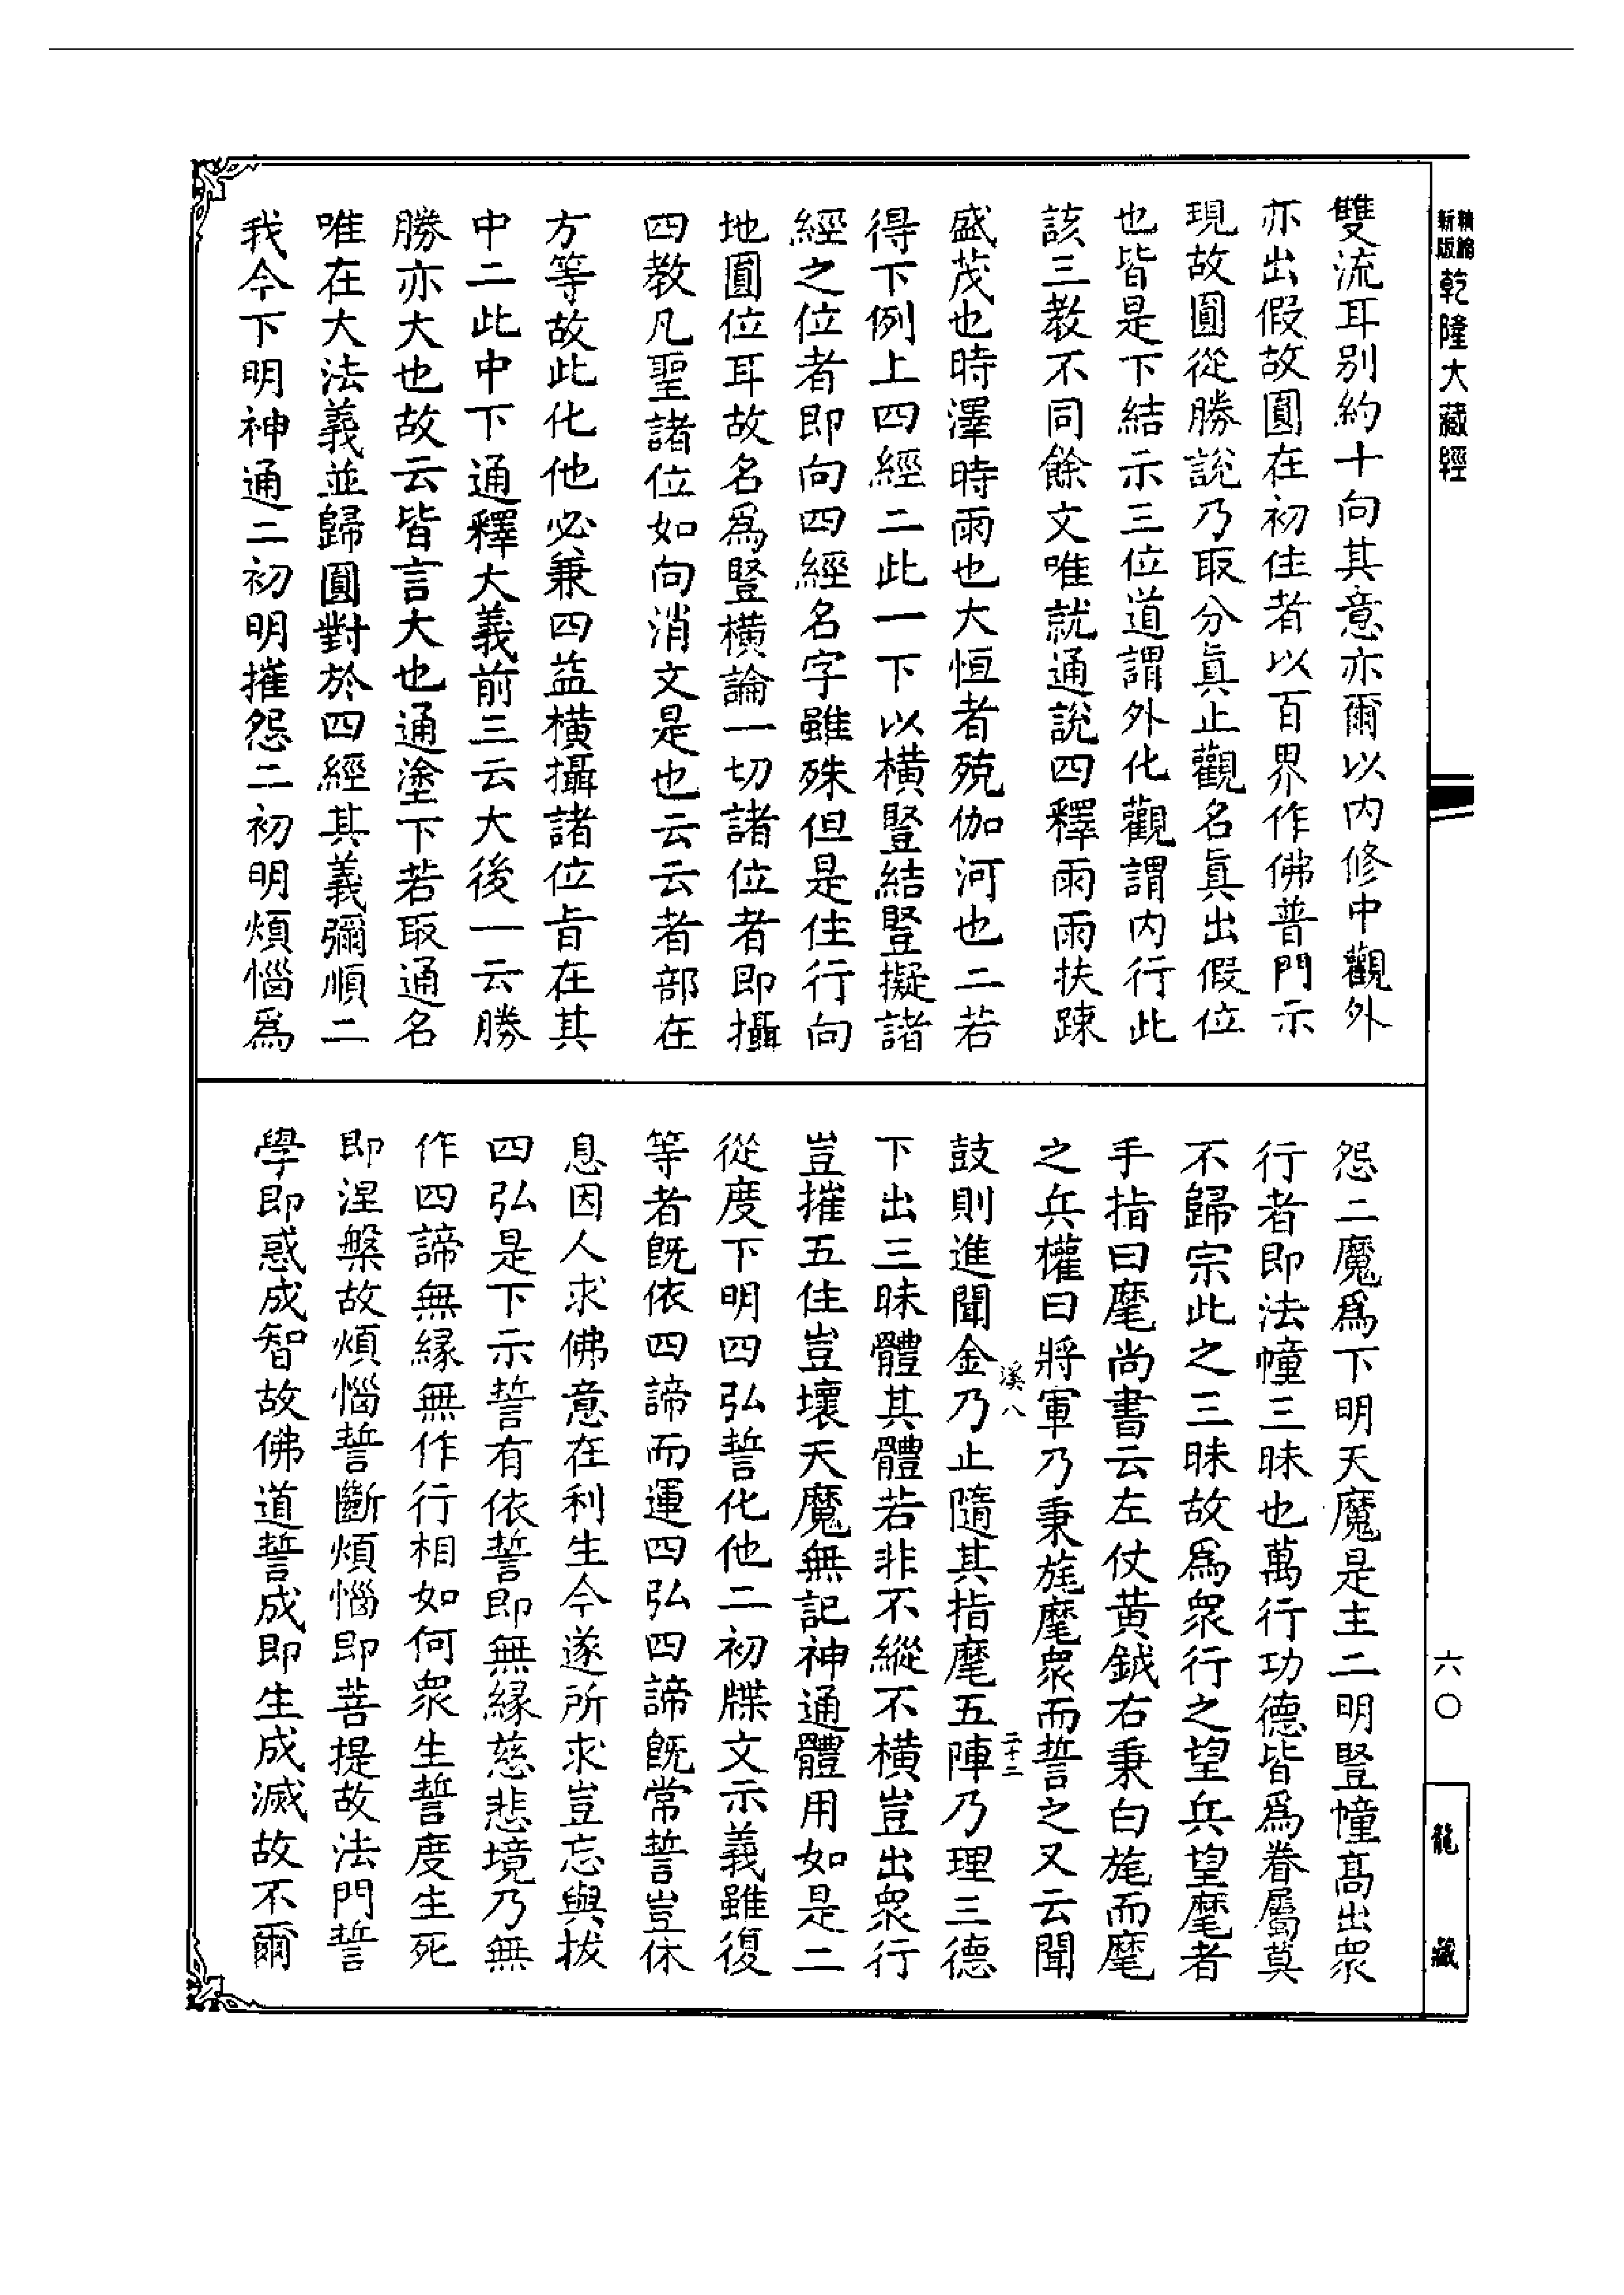 精縮新版
乾隆大藏經
雙流耳別約十向其意亦爾以内修中觀外
亦出假故圓在初住者以百界作佛普門示
現故圓從勝說乃取分眞止觀名眞出假位
也皆是下結示三位道謂外化觀謂内行此
該三教不同餘文唯就通說四釋雨雨扶踈
盛茂也時澤時雨也大恒者殑伽河也二若
得下例上四經二此一下以橫豎結豎擬諸
經之位者即向四經名字雖殊但是住行向
地圓位耳故名爲豎橫論一切諸位者即攝
四教凡聖諸位如向消文是也云云者部在
方等故此化他必兼四益橫攝諸位㫖在其
中二此中下通釋大義前三云大後一云勝
勝亦大也故云皆言大也通塗下若取通名
唯在大法義並歸圓對於四經其義彌順二
我今下明神通二初明摧怨二初明煩惱爲
怨二魔爲下明天魔是主二明豎幢髙出衆
行者即法幢三昧也萬行功德皆爲眷屬莫
不歸宗此之三昧故爲衆行之望兵望麾者
手指曰麾尚書云左仗黄鉞右秉白旄而麾
之兵權曰將軍乃秉旄麾衆而誓之又云聞
溪八
二十三
鼓則進聞金乃止隨其指麾五陣乃理三德
下出三昧體其體若非不縱不橫豈出衆行
豈摧五住豈壞天魔無記神通體用如是二
從度下明四弘誓化他二初牒文示義雖復
等者既依四諦而運四弘四諦既常誓豈休
息因人求佛意在利生今遂所求豈忘與拔
四弘是下示誓有依誓即無縁慈悲境乃無
作四諦無縁無作行相如何衆生誓度生死
即涅槃故煩惱誓斷煩惱即菩提故法門誓
學即惑成智故佛道誓成即生成滅故不爾
六〇
龍藏